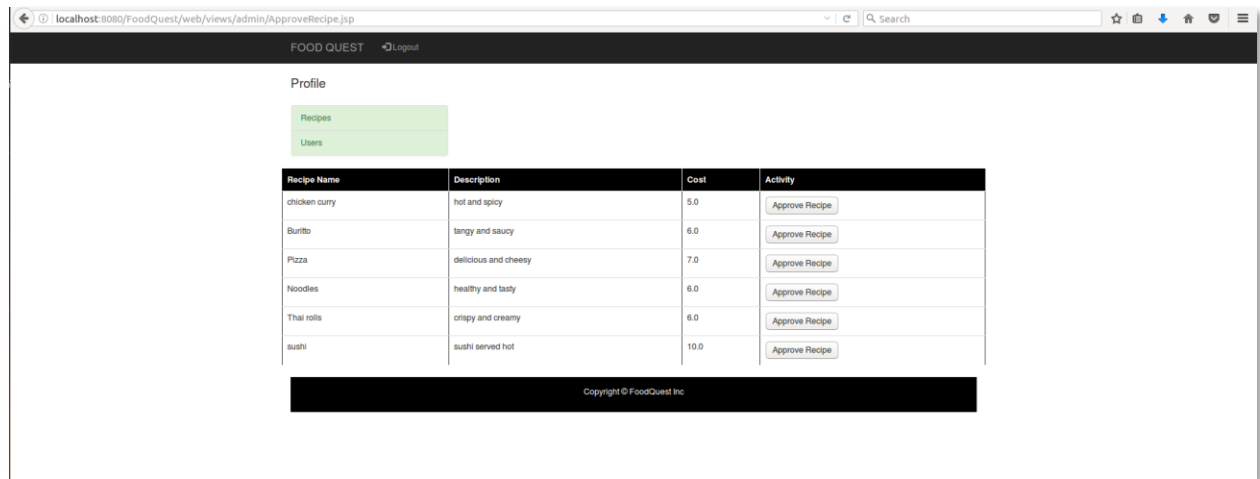 localhost:8080/FoodQuest/web/views/admin/ApproveRecipe.jsp Search
FOOD QUEST Logout
Profile
Recipes
Users
Recipe Name Description Cost Activity
chicken curry hot and spicy 5.0 Approve Recipe
Buritto tangy and saucy 6.0 Approve Recipe
Pizza delicious and cheesy 7.0 Approve Recipe
Noodles healthy and tasty 6.0 Approve Recipe
Thai rolls crispy and creamy 6.0 Approve Recipe
sushi sushi served hot 10.0 Approve Recipe
Copyright © FoodQuest Inc